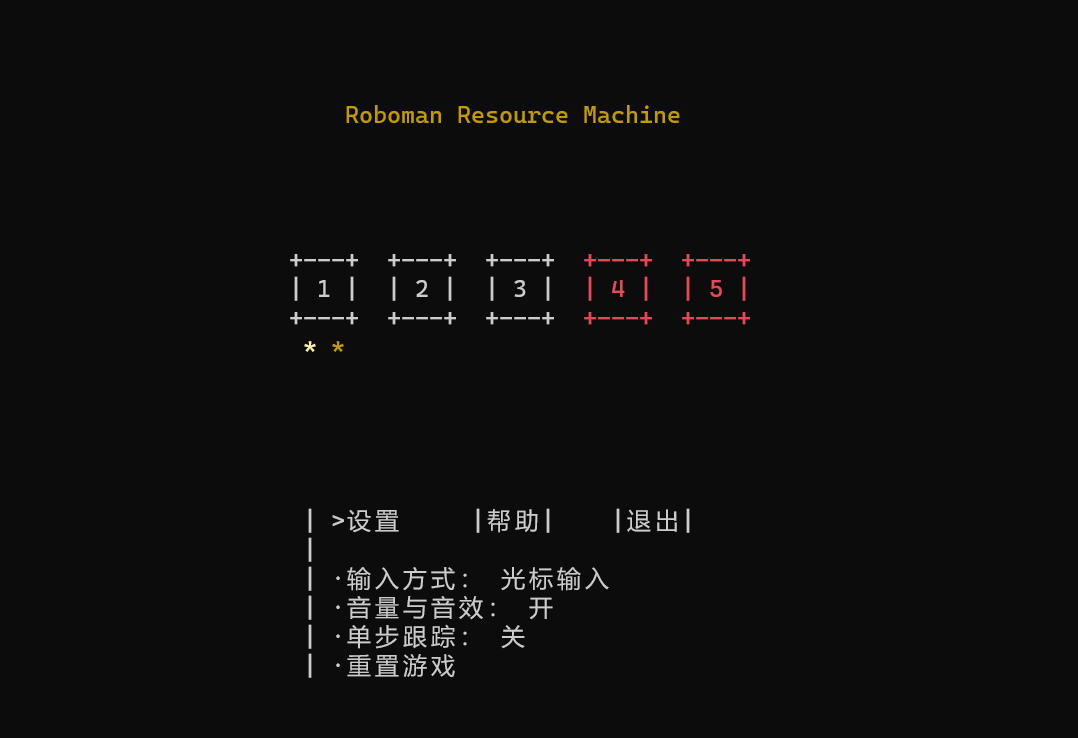 Roboman Resource Machine
+---+  +---+  +---+  +---+  +---+
| 1 |  | 2 |  | 3 |  | 4 |  | 5 |
+---+  +---+  +---+  +---+  +---+
* *
| >设置     |帮助|    |退出|
|
| ·输入方式： 光标输入
| ·音量与音效： 开
| ·单步跟踪： 关
| ·重置游戏